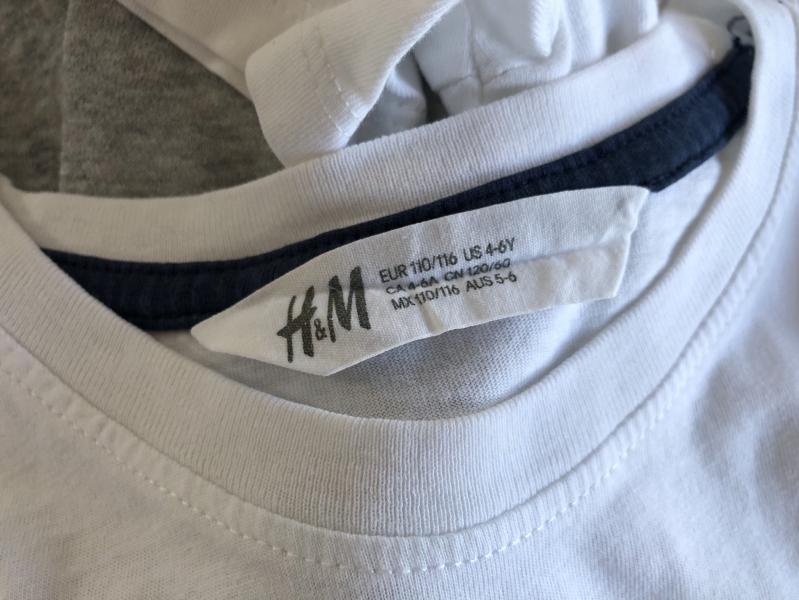 H&M
EUR 110/116 US 4-6Y
CA 4-6A CN 120/60
MX 110/116 AUS 5-6